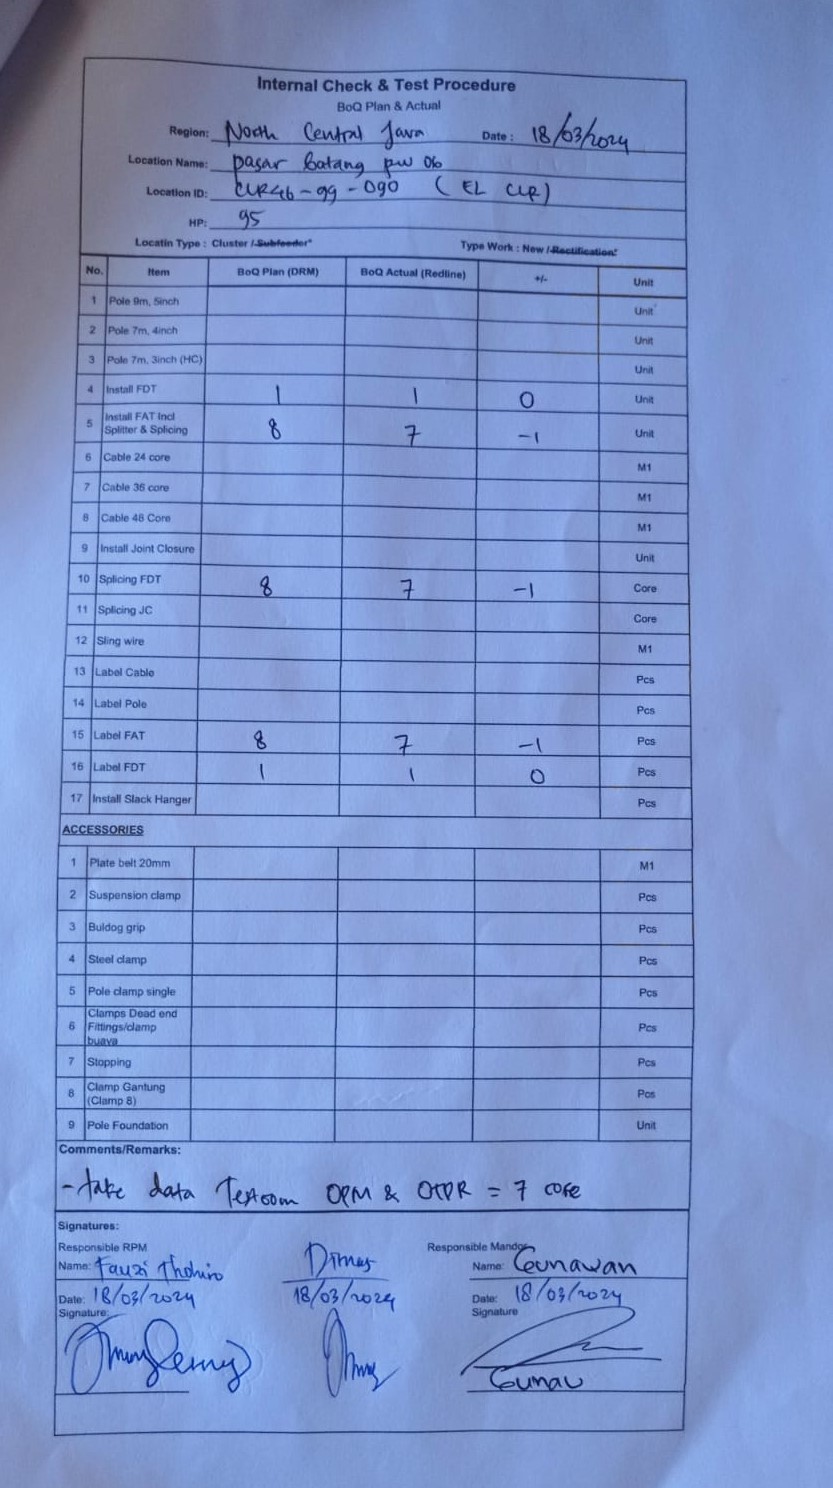 Internal Check & Test Procedure
BoQ Plan & Actual
Region: North Central Java Date : 18/03/2024
Location Name: pasar Batang pw 06
Location ID: CLR46-99-090 ( EL CLR)
HP: 95
Locatin Type : Cluster / Subfeeder* Type Work : New / Rectification*
No. Item BoQ Plan (DRM) BoQ Actual (Redline) +/- Unit
1 Pole 9m, 5inch Unit
2 Pole 7m, 4inch Unit
3 Pole 7m, 3inch (HC) Unit
4 Install FDT 1 1 0 Unit
5 Install FAT Incl Splitter & Splicing 8 7 -1 Unit
6 Cable 24 core M1
7 Cable 36 core M1
8 Cable 48 Core M1
9 Install Joint Closure Unit
10 Splicing FDT 8 7 -1 Core
11 Splicing JC Core
12 Sling wire M1
13 Label Cable Pcs
14 Label Pole Pcs
15 Label FAT 8 7 -1 Pcs
16 Label FDT 1 1 0 Pcs
17 Install Slack Hanger Pcs
ACCESSORIES
1 Plate belt 20mm M1
2 Suspension clamp Pcs
3 Buldog grip Pcs
4 Steel clamp Pcs
5 Pole clamp single Pcs
6 Clamps Dead end Fittings/clamp buaya Pcs
7 Stopping Pcs
8 Clamp Gantung (Clamp 8) Pcs
9 Pole Foundation Unit
Comments/Remarks:
- take data Testcom OPM & OTDR = 7 core
Signatures:
Responsible RPM Responsible Mandor
Name: Fauzi Thohiro Dimas Name: Gunawan
Date: 18/03/2024 18/03/2024 Date: 18/03/2024
Signature: Signature
Gunaw